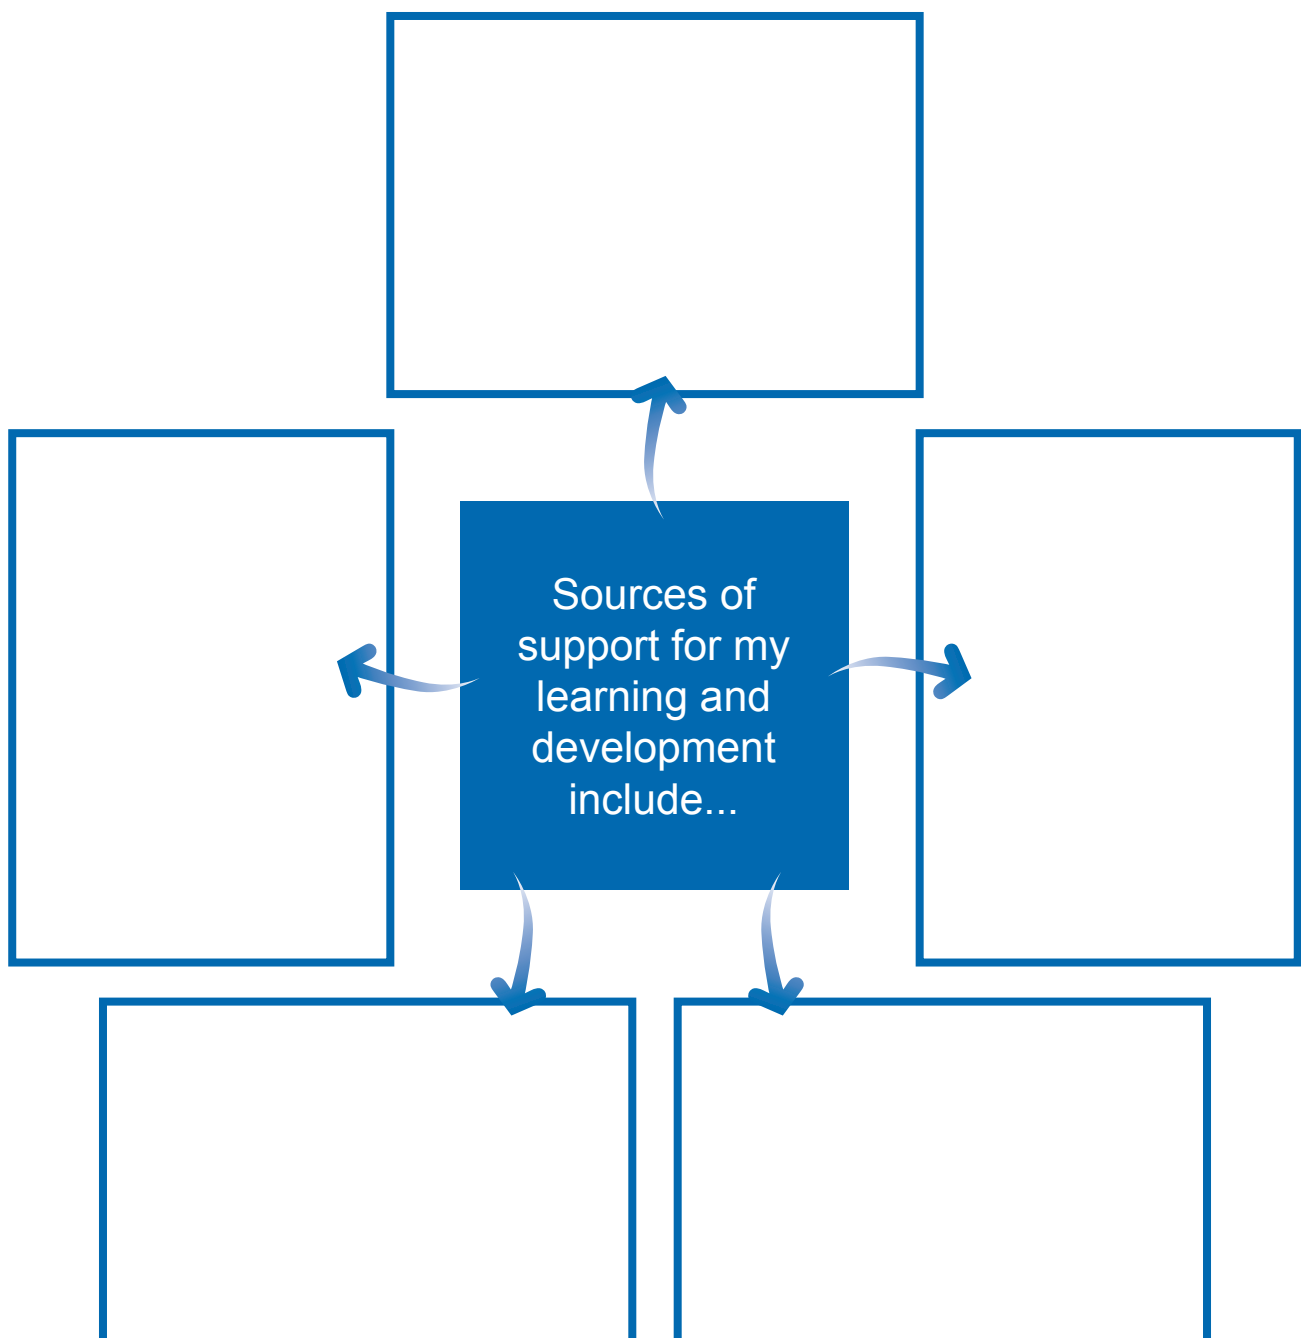 Sources of
support for my
learning and
development
include...